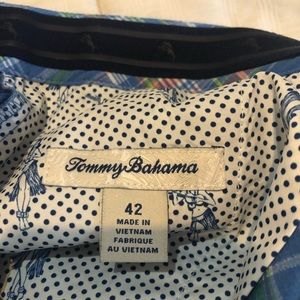 Tommy Bahama
42
MADE IN
VIETNAM
FABRIQUE
AU VIETNAM